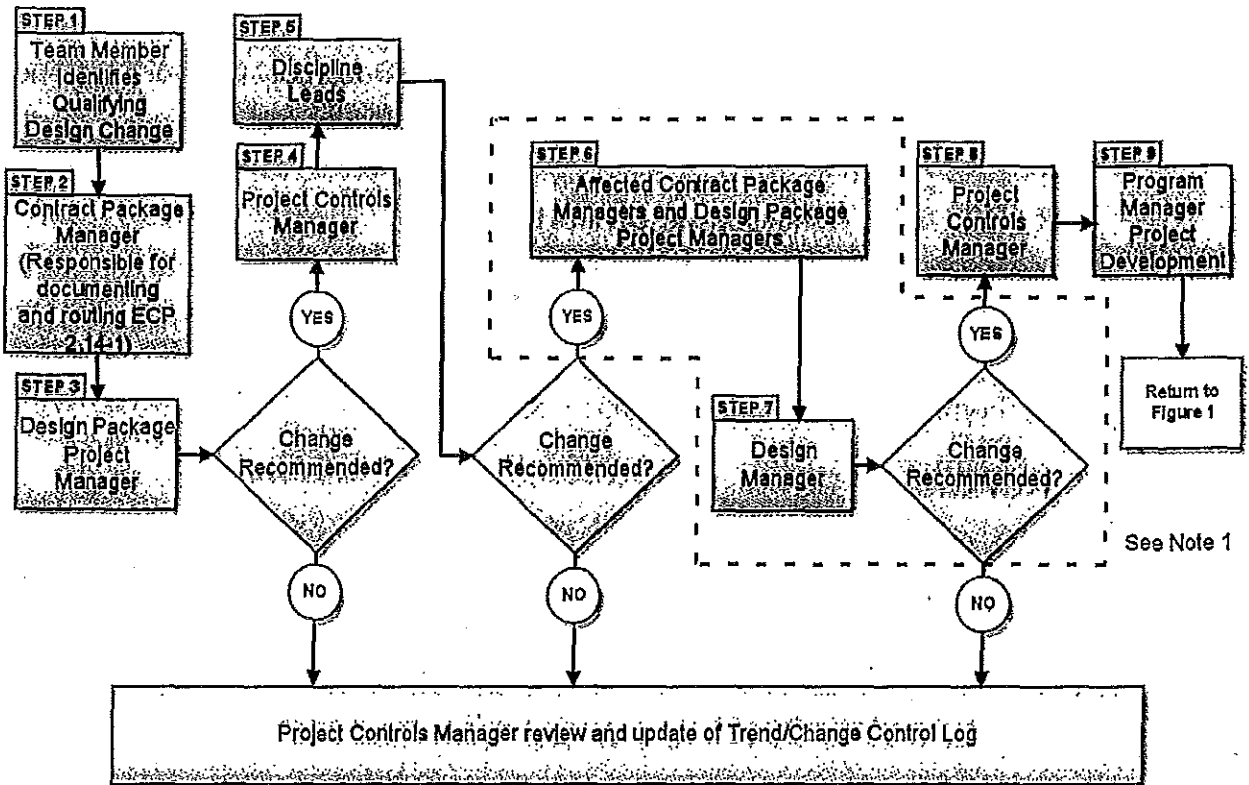 STEP 1
Team Member
Identifies
Qualifying
Design Change
STEP 2
Contract Package
Manager
(Responsible for
documenting
and routing ECP
2.14-1)
STEP 3
Design Package
Project
Manager
Change
Recommended?
YES
NO
STEP 4
Project Controls
Manager
STEP 5
Discipline
Leads
Change
Recommended?
YES
NO
STEP 6
Affected Contract Package
Managers and Design Package
Project Managers
STEP 7
Design
Manager
Change
Recommended?
YES
NO
STEP 8
Project
Controls
Manager
STEP 9
Program
Manager
Project
Development
Return to
Figure 1
See Note 1
Project Controls Manager review and update of Trend/Change Control Log